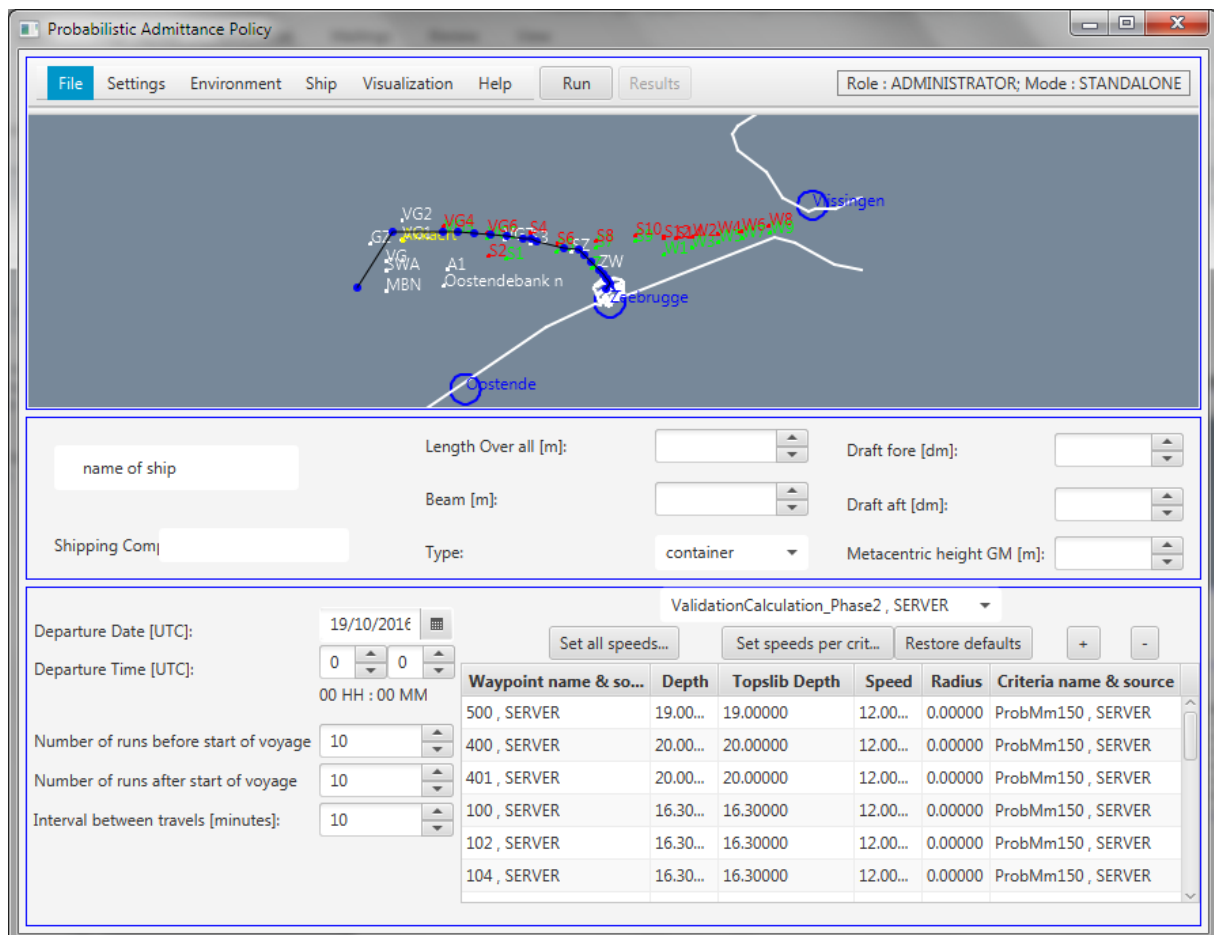 Probabilistic Admittance Policy
File Settings Environment Ship Visualization Help Run Results Role : ADMINISTRATOR; Mode : STANDALONE
Vlissingen
VG2 VG4 VG6 S4 S10 W2 W4 W6 W8
GZ VG1 S6 SZ S8
VG S2 S1
SWA A1 ZW
MBN Oostendebank n
Zeebrugge
Oostende
name of ship
Length Over all [m]:
Draft fore [dm]:
Beam [m]:
Draft aft [dm]:
Shipping Comp
Type: container
Metacentric height GM [m]:
ValidationCalculation_Phase2 , SERVER
Departure Date [UTC]: 19/10/2016
Set all speeds... Set speeds per crit... Restore defaults + -
Departure Time [UTC]: 0 0
00 HH : 00 MM
Number of runs before start of voyage 10
Number of runs after start of voyage 10
Interval between travels [minutes]: 10
Waypoint name & so... Depth Topslib Depth Speed Radius Criteria name & source
500 , SERVER 19.00... 19.00000 12.00... 0.00000 ProbMm150 , SERVER
400 , SERVER 20.00... 20.00000 12.00... 0.00000 ProbMm150 , SERVER
401 , SERVER 20.00... 20.00000 12.00... 0.00000 ProbMm150 , SERVER
100 , SERVER 16.30... 16.30000 12.00... 0.00000 ProbMm150 , SERVER
102 , SERVER 16.30... 16.30000 12.00... 0.00000 ProbMm150 , SERVER
104 , SERVER 16.30... 16.30000 12.00... 0.00000 ProbMm150 , SERVER